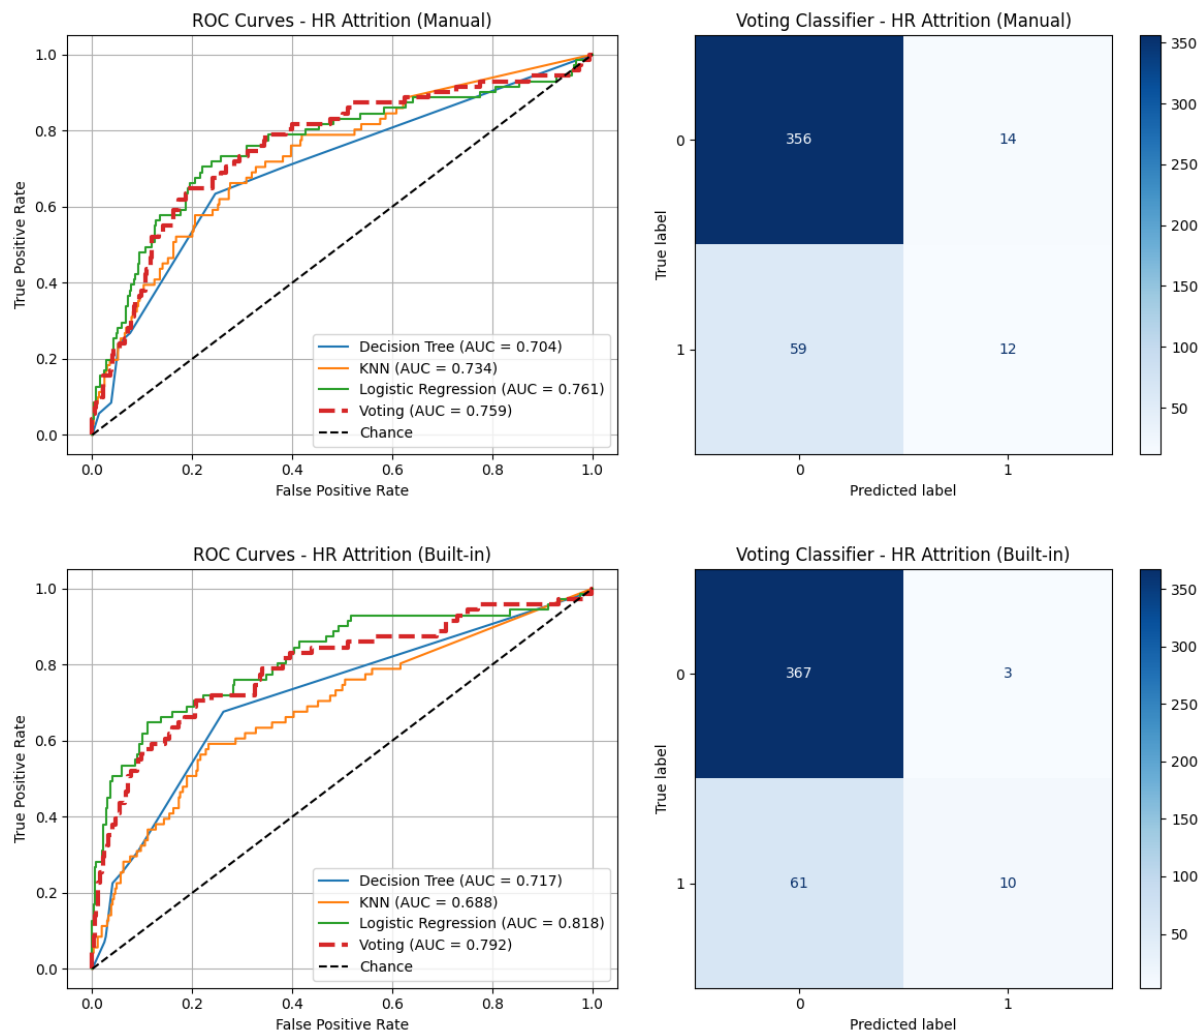 ROC Curves - HR Attrition (Manual)
True Positive Rate
1.0
0.8
0.6
0.4
0.2
0.0
Decision Tree (AUC = 0.704)
KNN (AUC = 0.734)
Logistic Regression (AUC = 0.761)
Voting (AUC = 0.759)
Chance
0.0 0.2 0.4 0.6 0.8 1.0
False Positive Rate
Voting Classifier - HR Attrition (Manual)
True label
0 356 14
1 59 12
0 1
Predicted label
350
300
250
200
150
100
50
ROC Curves - HR Attrition (Built-in)
True Positive Rate
1.0
0.8
0.6
0.4
0.2
0.0
Decision Tree (AUC = 0.717)
KNN (AUC = 0.688)
Logistic Regression (AUC = 0.818)
Voting (AUC = 0.792)
Chance
0.0 0.2 0.4 0.6 0.8 1.0
False Positive Rate
Voting Classifier - HR Attrition (Built-in)
True label
0 367 3
1 61 10
0 1
Predicted label
350
300
250
200
150
100
50